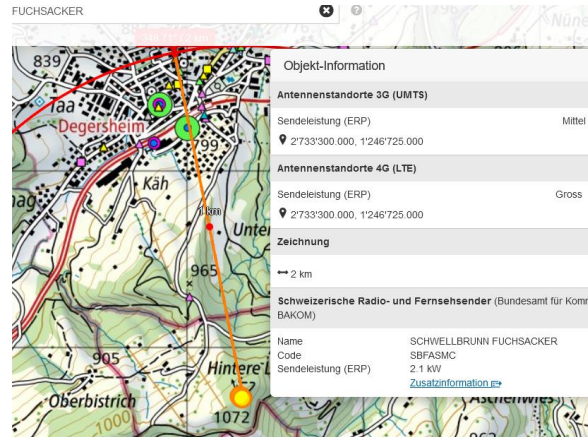 FUCHSACKER
839
Taa
Degersheim
799
Käh
1 km
Unter
965
905
Hintere L
Oberbistrich
1072
1000
Objekt-Information
Antennenstandorte 3G (UMTS)
Sendeleistung (ERP) Mittel
2'733'300.000, 1'246'725.000
Antennenstandorte 4G (LTE)
Sendeleistung (ERP) Gross
2'733'300.000, 1'246'725.000
Zeichnung
2 km
Schweizerische Radio- und Fernsehsender (Bundesamt für Komm
BAKOM)
Name SCHWELLBRUNN FUCHSACKER
Code SBFASMC
Sendeleistung (ERP) 2.1 kW
Zusatzinformation